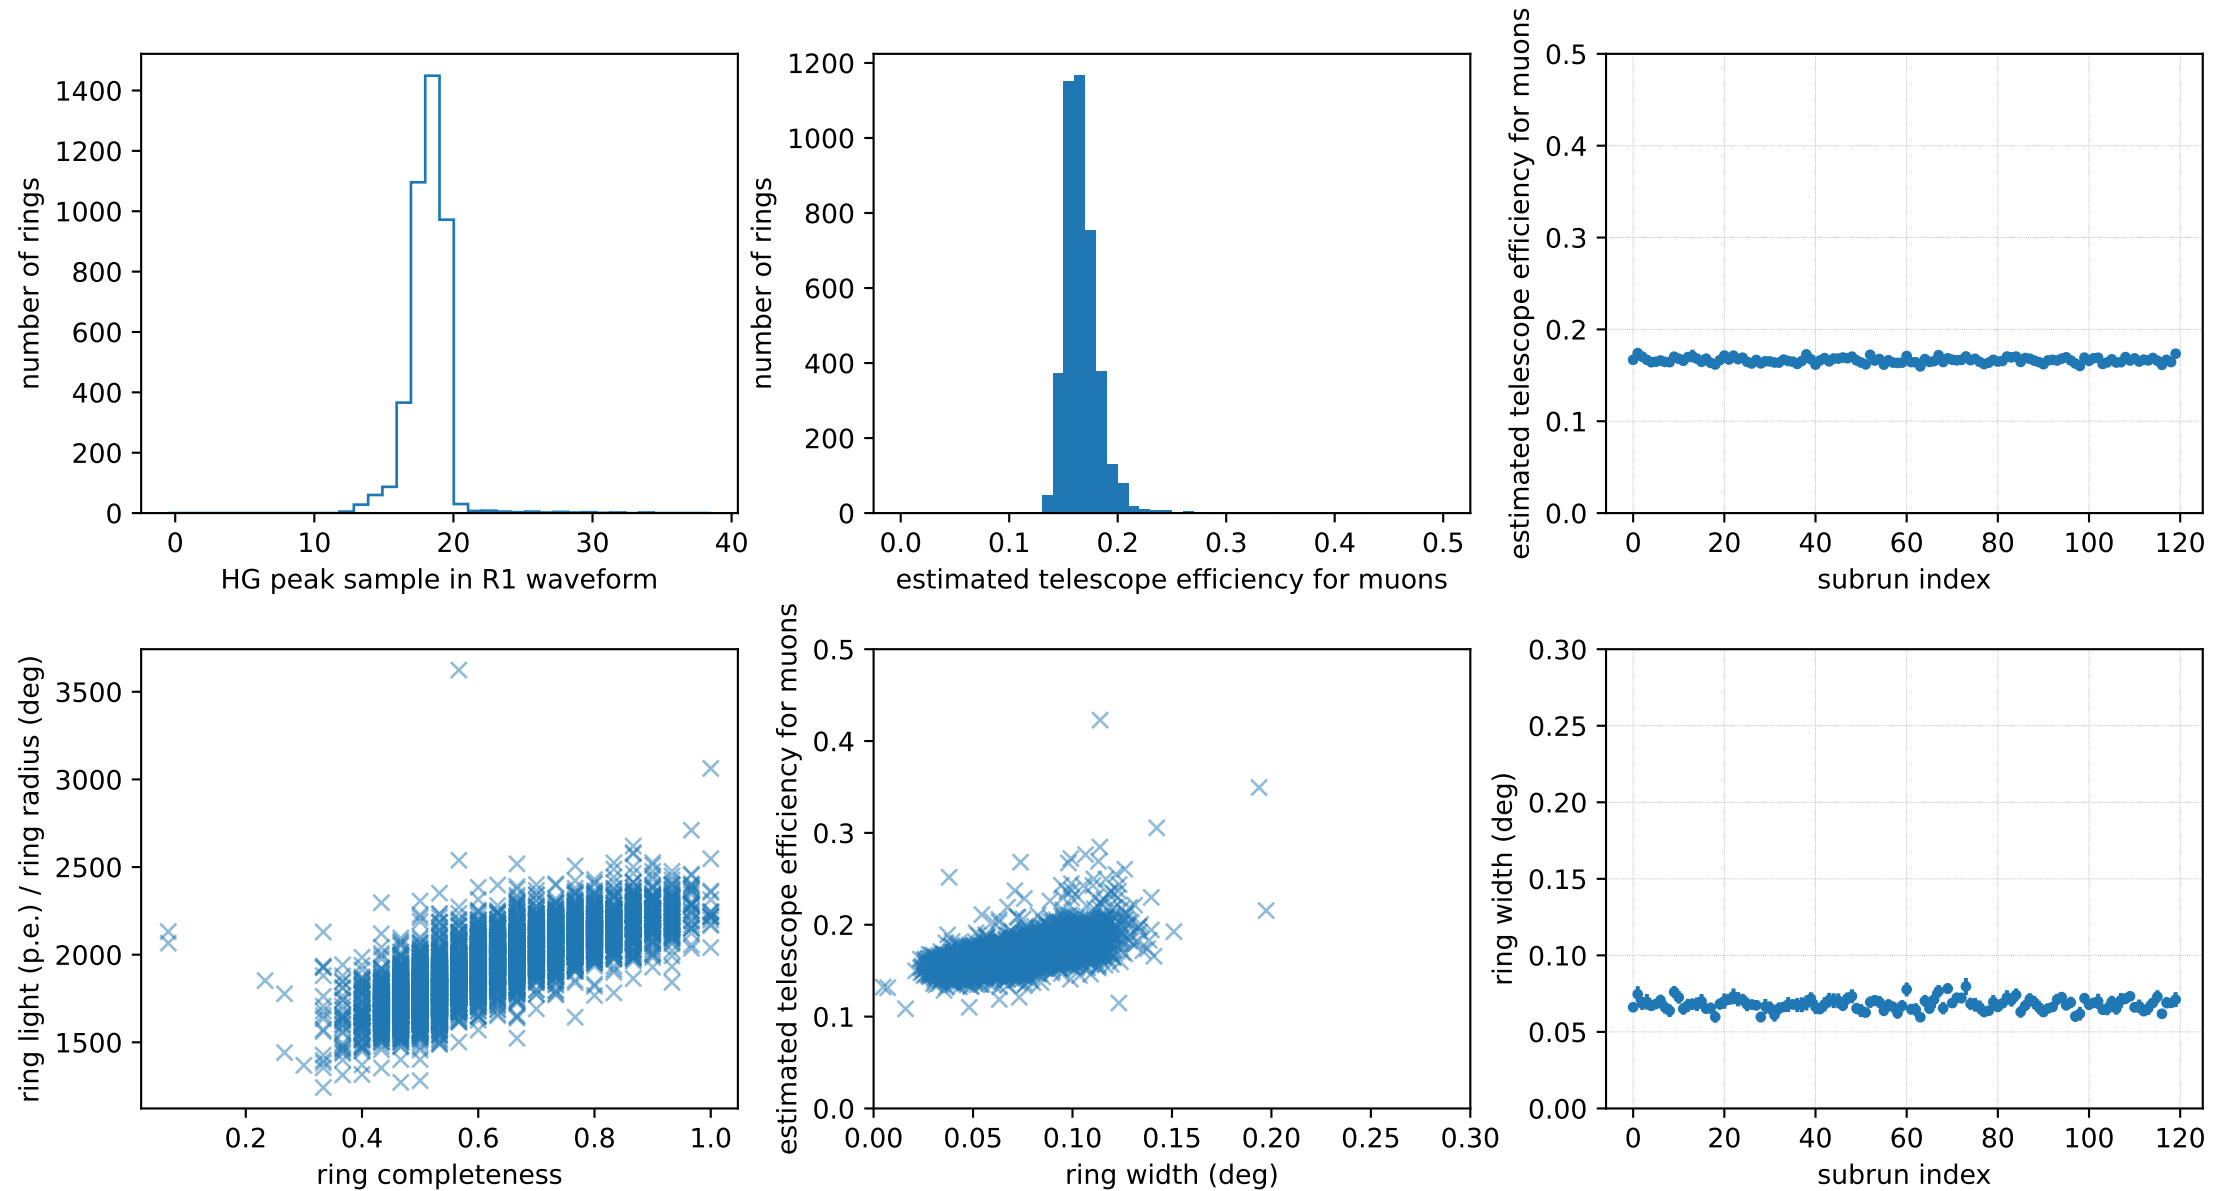 number of rings
1400
1200
1000
800
600
400
200
0
0 10 20 30 40
HG peak sample in R1 waveform
number of rings
1200
1000
800
600
400
200
0
0.0 0.1 0.2 0.3 0.4 0.5
estimated telescope efficiency for muons
estimated telescope efficiency for muons
0.5
0.4
0.3
0.2
0.1
0.0
0 20 40 60 80 100 120
subrun index
ring light (p.e.) / ring radius (deg)
3500
3000
2500
2000
1500
0.2 0.4 0.6 0.8 1.0
ring completeness
estimated telescope efficiency for muons
0.5
0.4
0.3
0.2
0.1
0.0
0.00 0.05 0.10 0.15 0.20 0.25 0.30
ring width (deg)
ring width (deg)
0.30
0.25
0.20
0.15
0.10
0.05
0.00
0 20 40 60 80 100 120
subrun index